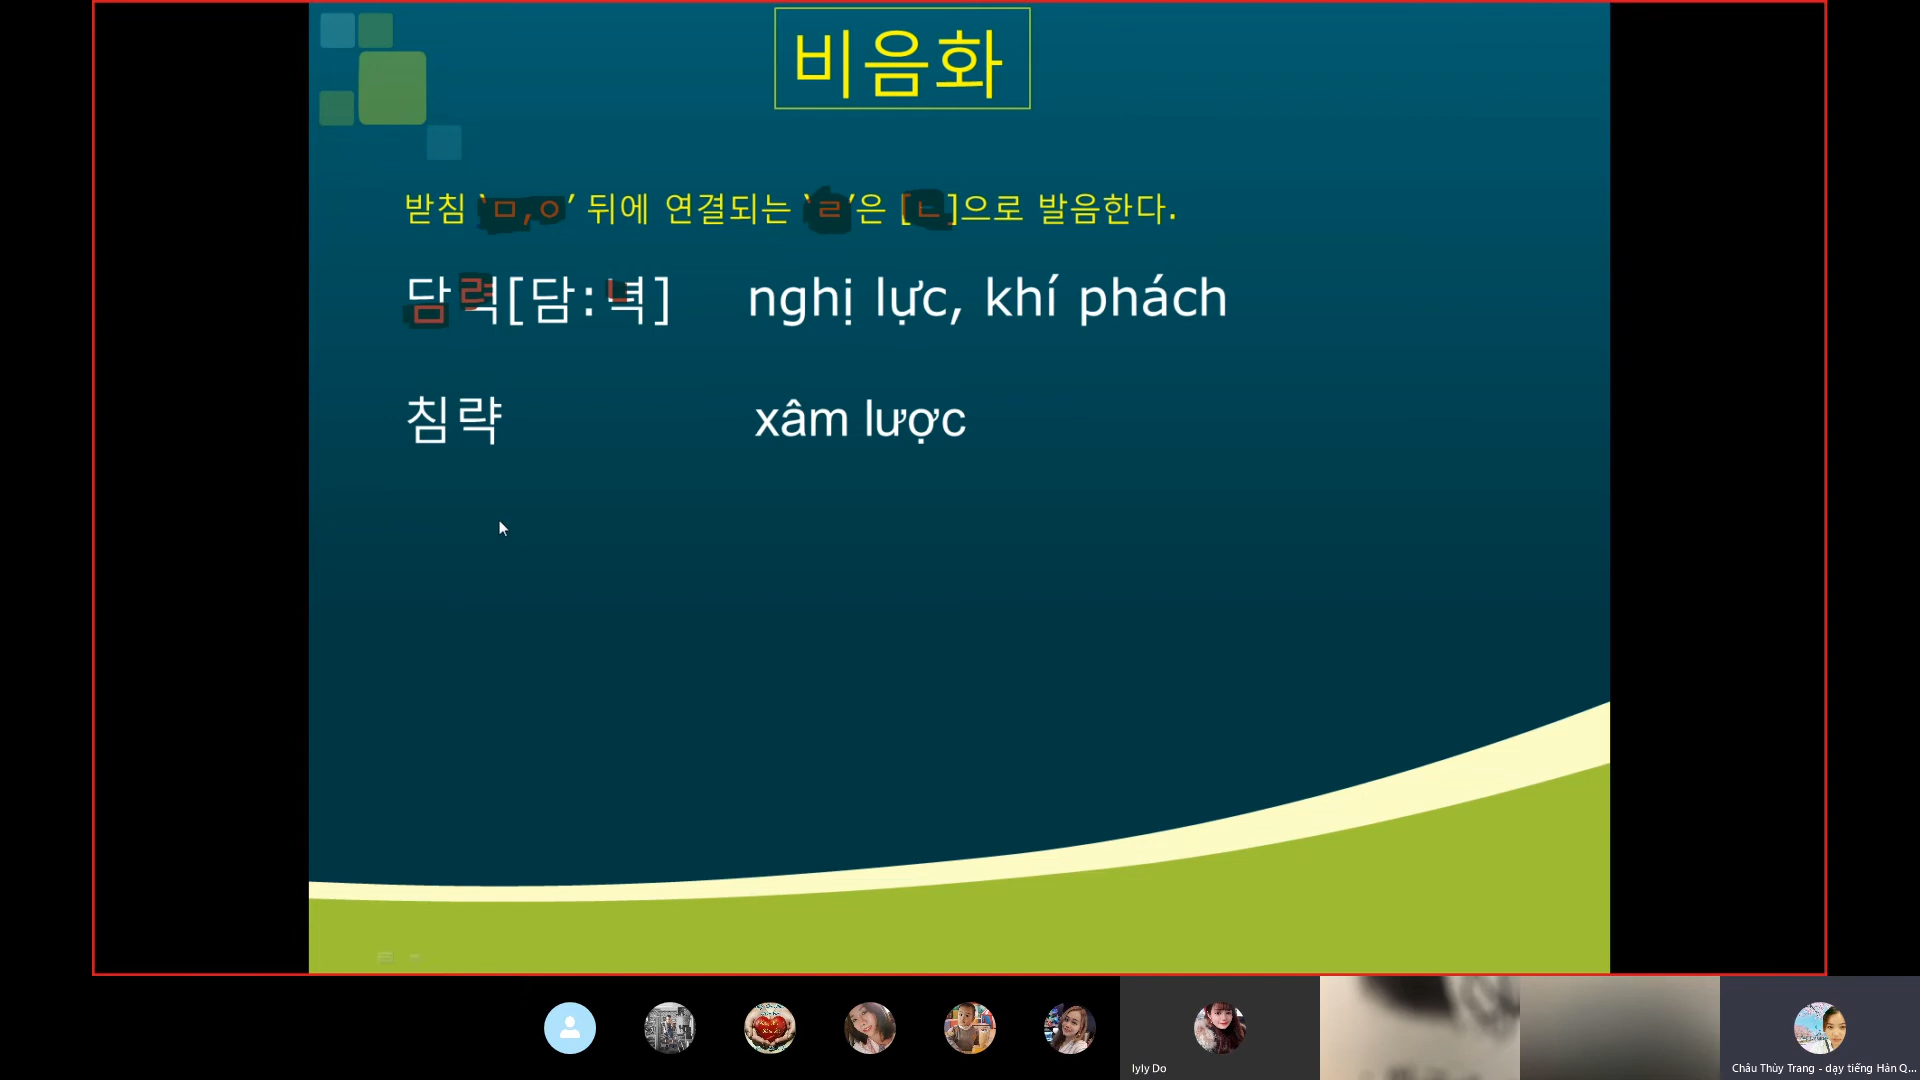 비음화
받침 ‘ㅁ,ㅇ’ 뒤에 연결되는 ‘ㄹ’은 [ㄴ]으로 발음한다.
담력[담:녁] nghị lực, khí phách
침략 xâm lược
lyly Do
Châu Thùy Trang - dạy tiếng Hàn Q...